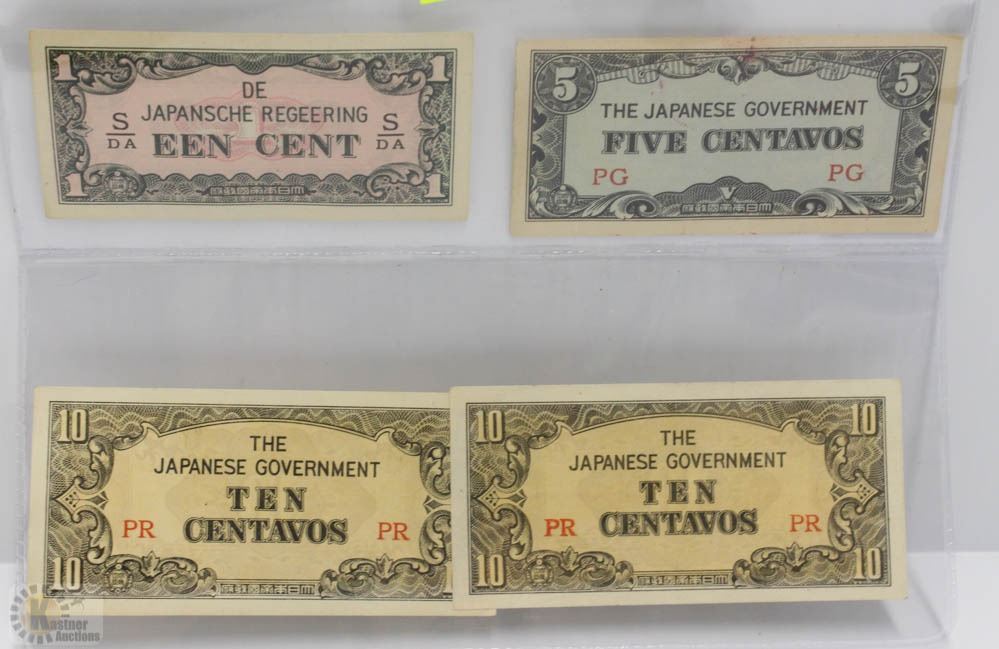 1 1
DE
JAPANSCHE REGEERING
S/DA EEN CENT S/DA
1 1
5 5
THE JAPANESE GOVERNMENT
FIVE CENTAVOS
PG PG
V
10
THE
JAPANESE GOVERNMENT
TEN
PR CENTAVOS PR
10
10 10
THE
JAPANESE GOVERNMENT
TEN
PR CENTAVOS PR
10 10
Kastner
Auctions